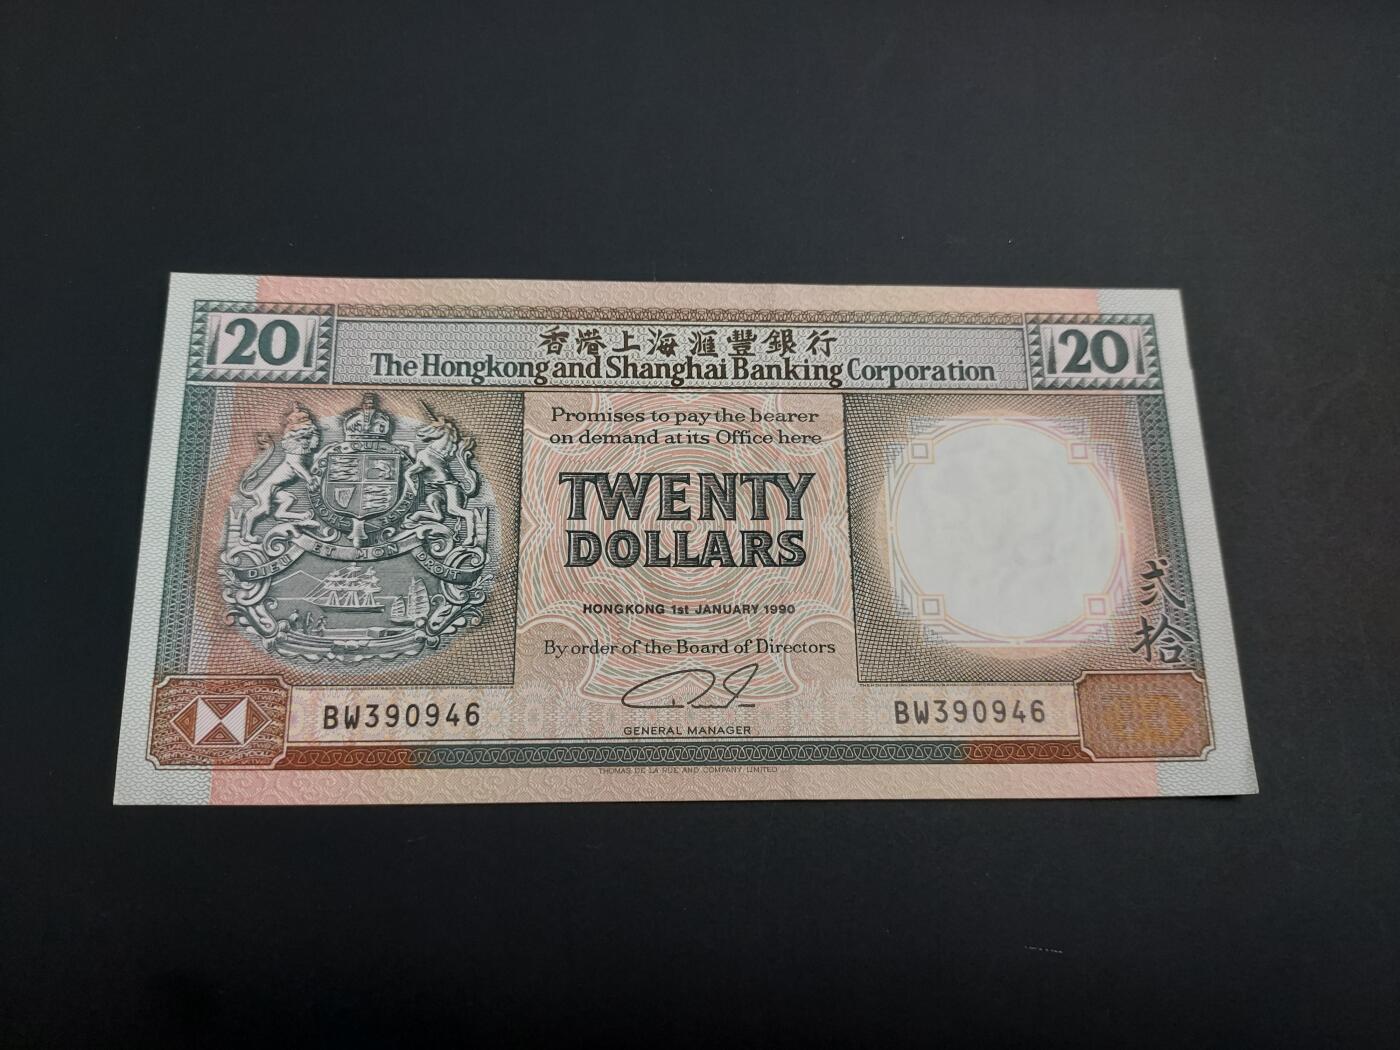 20
香港上海滙豐銀行
20
The Hongkong and Shanghai Banking Corporation
Promises to pay the bearer
on demand at its Office here
TWENTY
DOLLARS
DIEU ET MON DROIT
HONGKONG 1st JANUARY 1990
By order of the Board of Directors
GENERAL MANAGER
弍拾
BW390946
BW390946
THOMAS DE LA RUE AND COMPANY LIMITED